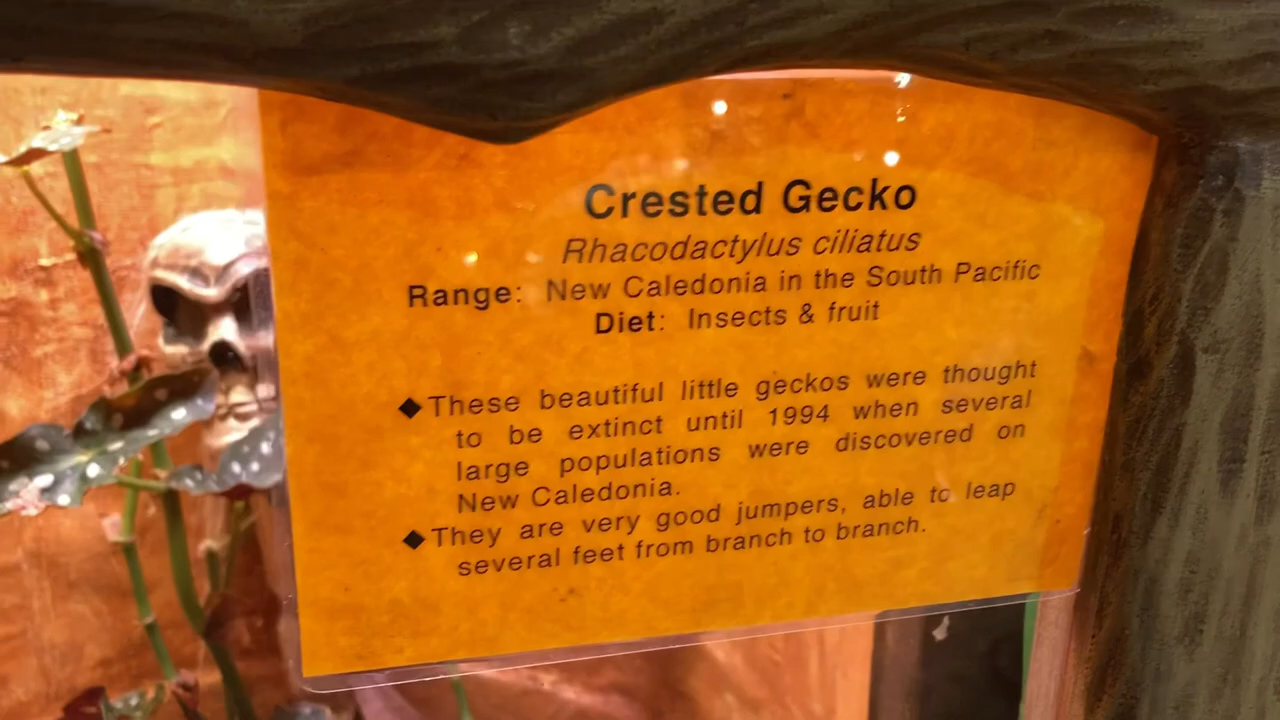 Crested Gecko
Rhacodactylus ciliatus
Range: New Caledonia in the South Pacific
Diet: Insects & fruit
◆These beautiful little geckos were thought
to be extinct until 1994 when several
large populations were discovered on
New Caledonia.
◆They are very good jumpers, able to leap
several feet from branch to branch.